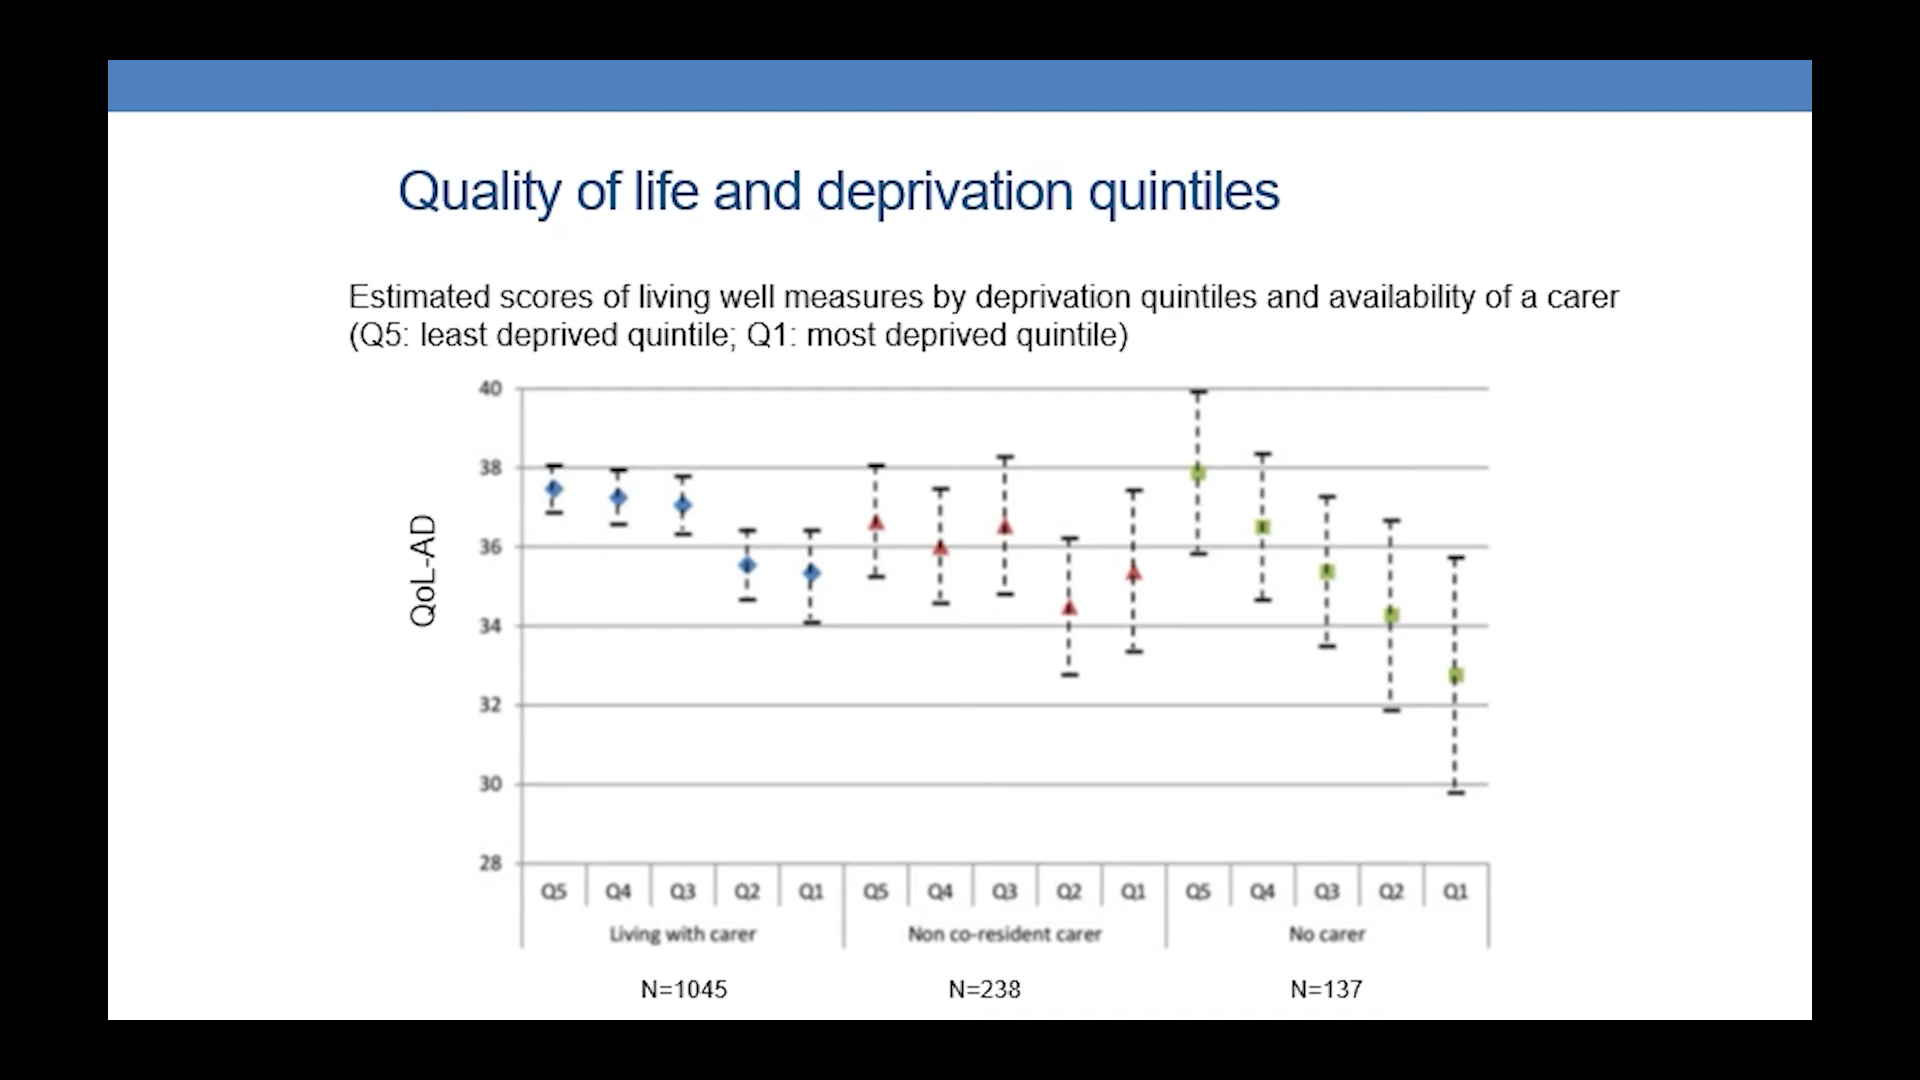 Quality of life and deprivation quintiles
Estimated scores of living well measures by deprivation quintiles and availability of a carer
(Q5: least deprived quintile; Q1: most deprived quintile)
QoL-AD
40
38
36
34
32
30
28
Q5 Q4 Q3 Q2 Q1 Q5 Q4 Q3 Q2 Q1 Q5 Q4 Q3 Q2 Q1
Living with carer Non co-resident carer No carer
N=1045 N=238 N=137